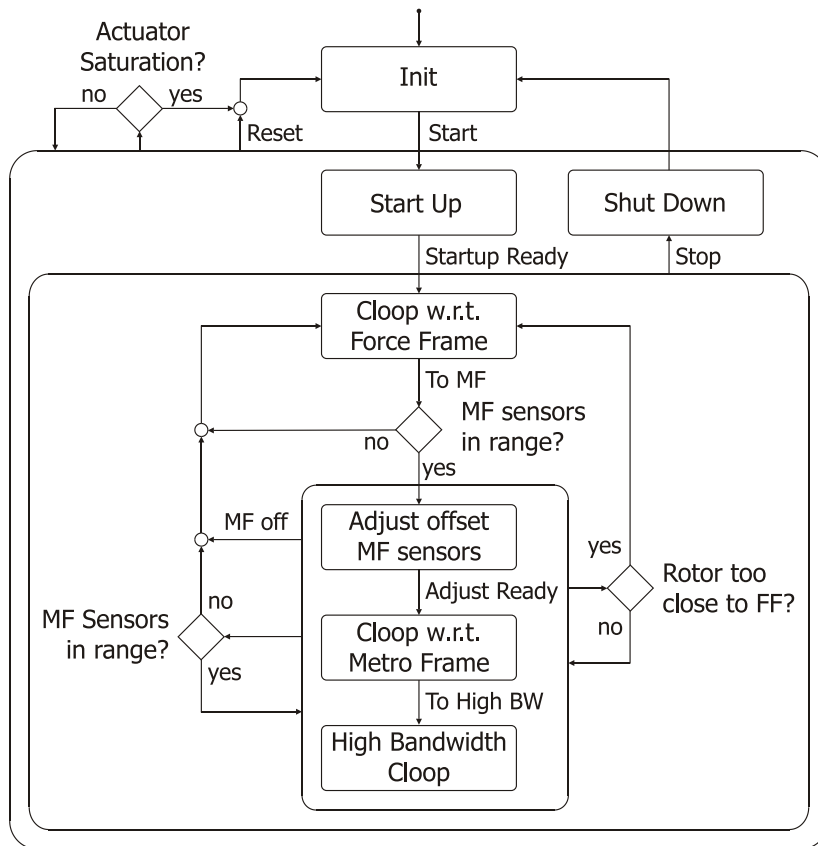 Actuator
Saturation?
no
yes
Init
Reset
Start
Start Up
Shut Down
Startup Ready
Stop
Cloop w.r.t.
Force Frame
To MF
MF sensors
in range?
no
yes
MF off
Adjust offset
MF sensors
yes
Rotor too
close to FF?
no
Adjust Ready
MF Sensors
in range?
no
yes
Cloop w.r.t.
Metro Frame
To High BW
High Bandwidth
Cloop